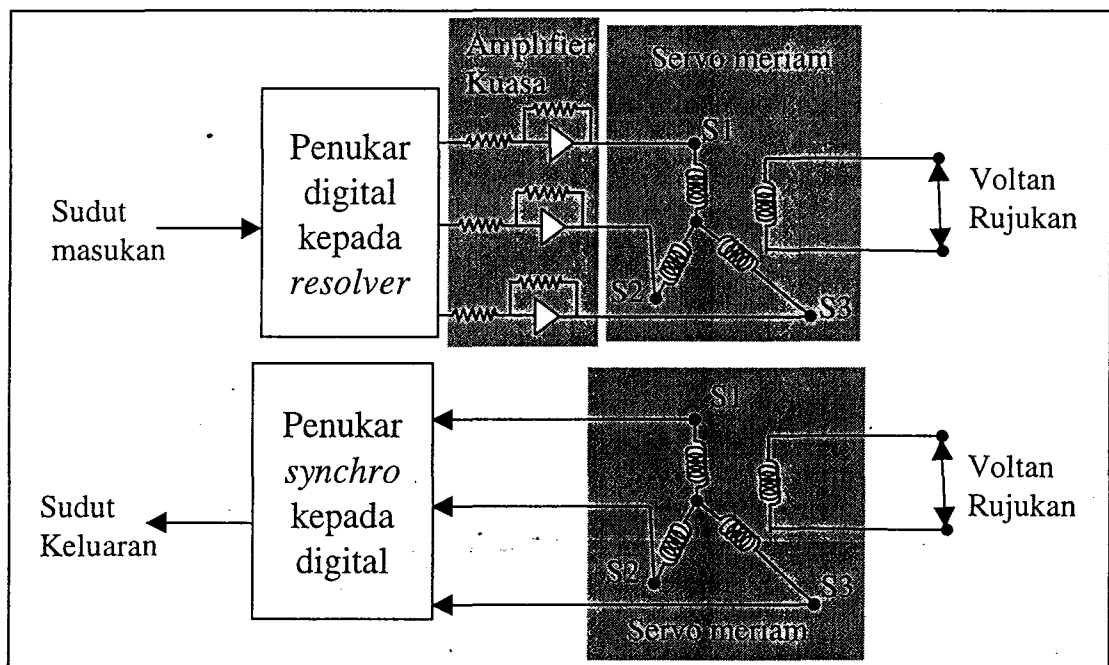 Amplifier
Kuasa
Servo meriam
Penukar
digital
kepada
resolver
Sudut
masukan
S1
S2
S3
Voltan
Rujukan
Penukar
synchro
kepada
digital
Sudut
Keluaran
S1
S2
S3
Servo meriam
Voltan
Rujukan